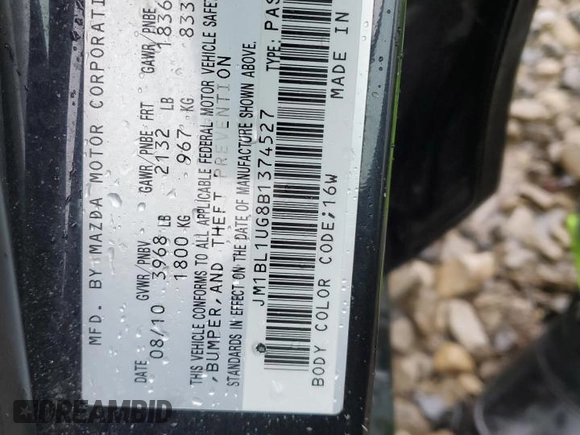 MFD. BY MAZDA MOTOR CORPORATI
DATE GVWR/PNBV GAWR/PNBE-FRT GAWR/PNBE
08/10 3968 LB 2132 LB 1836
1800 KG 967 KG 833
THIS VEHICLE CONFORMS TO ALL APPLICABLE FEDERAL MOTOR VEHICLE SAFE
,BUMPER,AND THEFT PREVENTION
STANDARDS IN EFFECT ON THE DATE OF MANUFACTURE SHOWN ABOVE.
JM1BL1UG8B1374527 TYPE: PAS
BODY COLOR CODE;16W MADE IN
DREAMBID